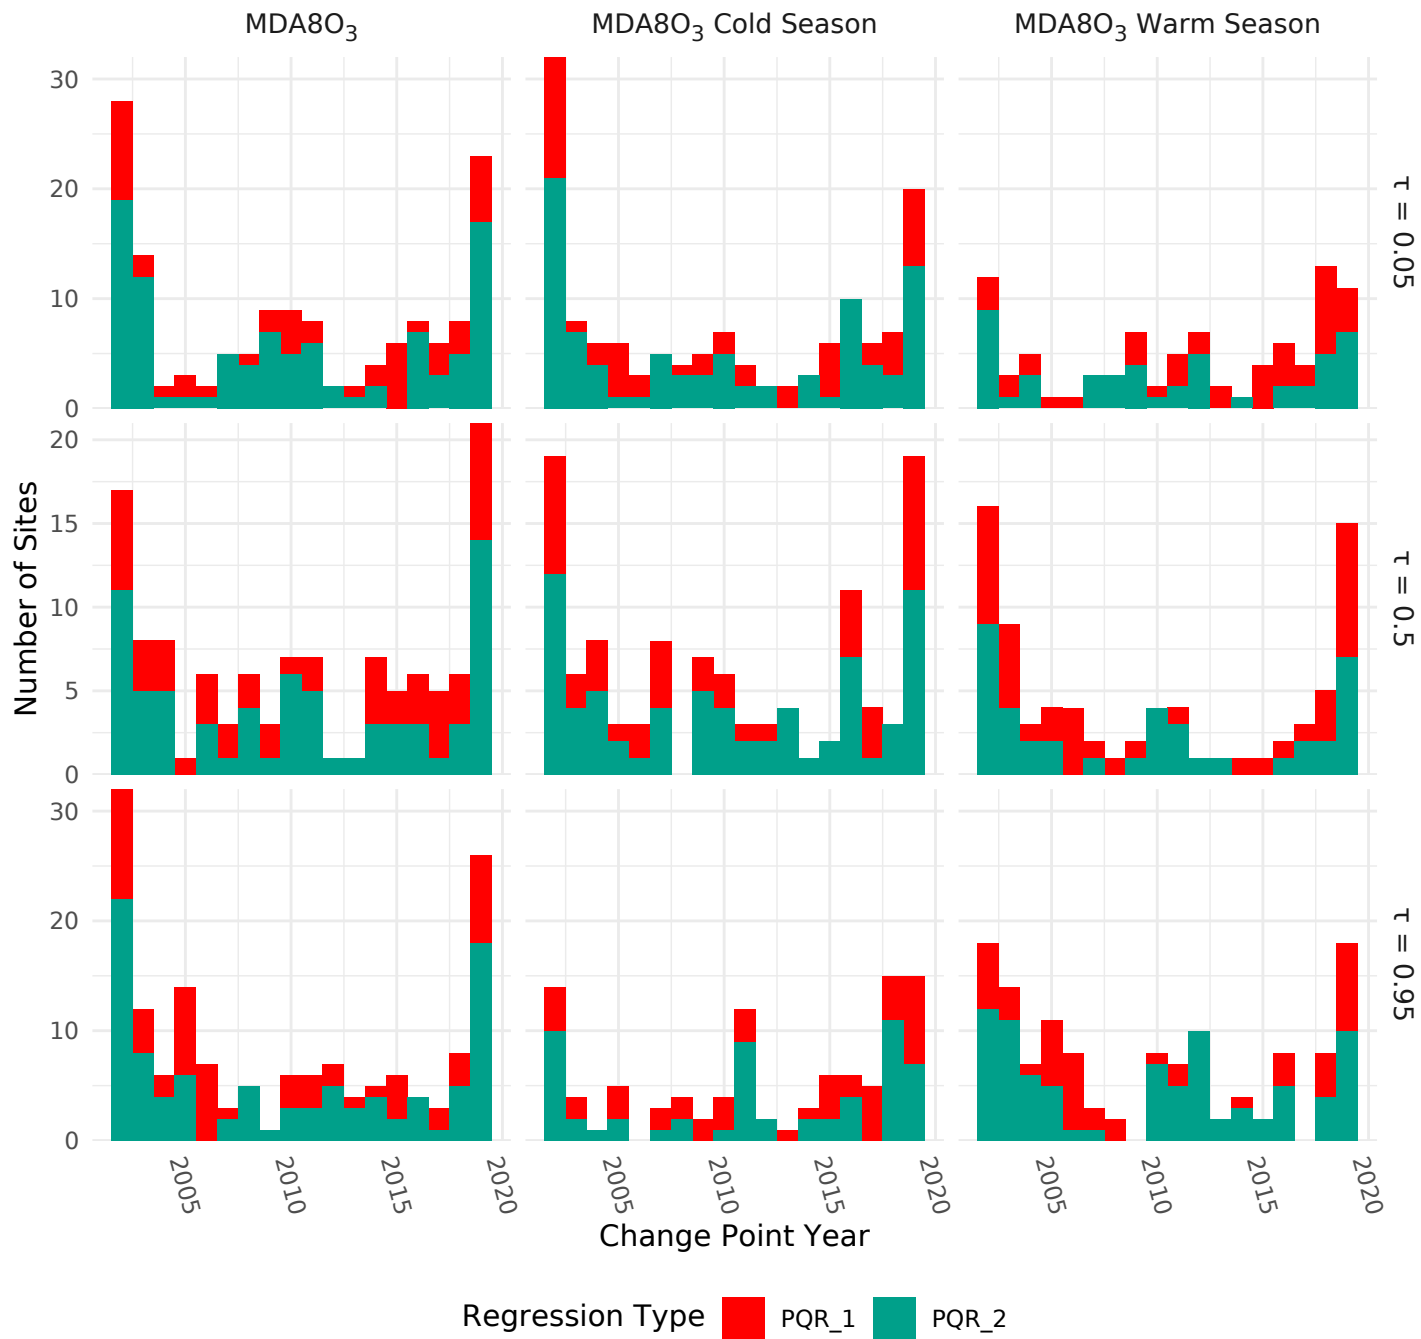 MDA8O₃ MDA8O₃ Cold Season MDA8O₃ Warm Season
Number of Sites
30
20
10
0
τ = 0.05
20
15
10
5
0
τ = 0.5
30
20
10
0
τ = 0.95
2005 2010 2015 2020 2005 2010 2015 2020 2005 2010 2015 2020
Change Point Year
Regression Type PQR_1 PQR_2